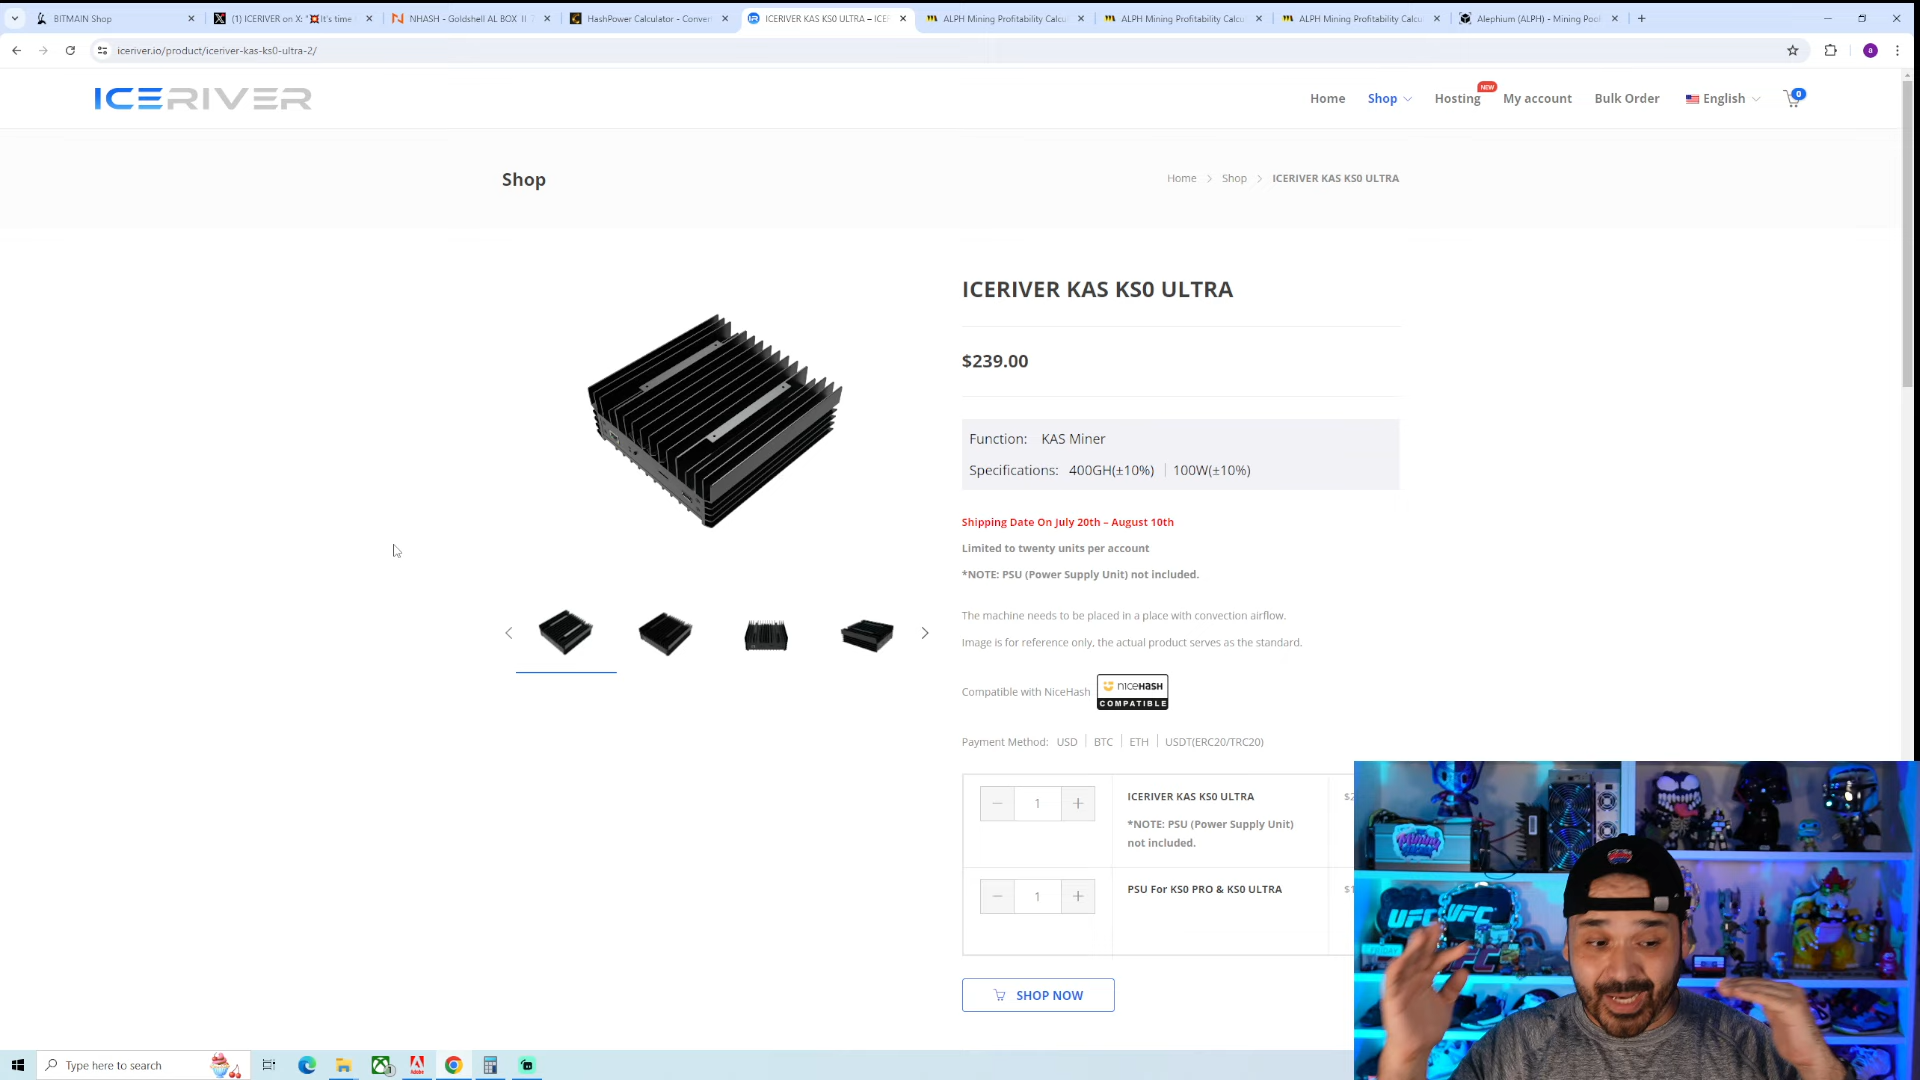 BITMAIN Shop
(1) ICERIVER on X: "💥It's time
NHASH - Goldshell AL BOX II
HashPower Calculator - Convert
ICERIVER KAS KS0 ULTRA – ICE
ALPH Mining Profitability Calcu
ALPH Mining Profitability Calcu
ALPH Mining Profitability Calcu
Alephium (ALPH) - Mining Pool
iceriver.io/product/iceriver-kas-ks0-ultra-2/
a
ICERIVER
Home
Shop
Hosting
NEW
My account
Bulk Order
English
0
Shop
Home > Shop > ICERIVER KAS KS0 ULTRA
ICERIVER KAS KS0 ULTRA
$239.00
Function: KAS Miner
Specifications: 400GH(±10%) | 100W(±10%)
Shipping Date On July 20th – August 10th
Limited to twenty units per account
*NOTE: PSU (Power Supply Unit) not included.
The machine needs to be placed in a place with convection airflow.
Image is for reference only, the actual product serves as the standard.
Compatible with NiceHash
NICEHASH
COMPATIBLE
Payment Method: USD | BTC | ETH | USDT(ERC20/TRC20)
− 1 +
ICERIVER KAS KS0 ULTRA
*NOTE: PSU (Power Supply Unit)
not included.
− 1 +
PSU For KS0 PRO & KS0 ULTRA
SHOP NOW
UFC UFC
Type here to search